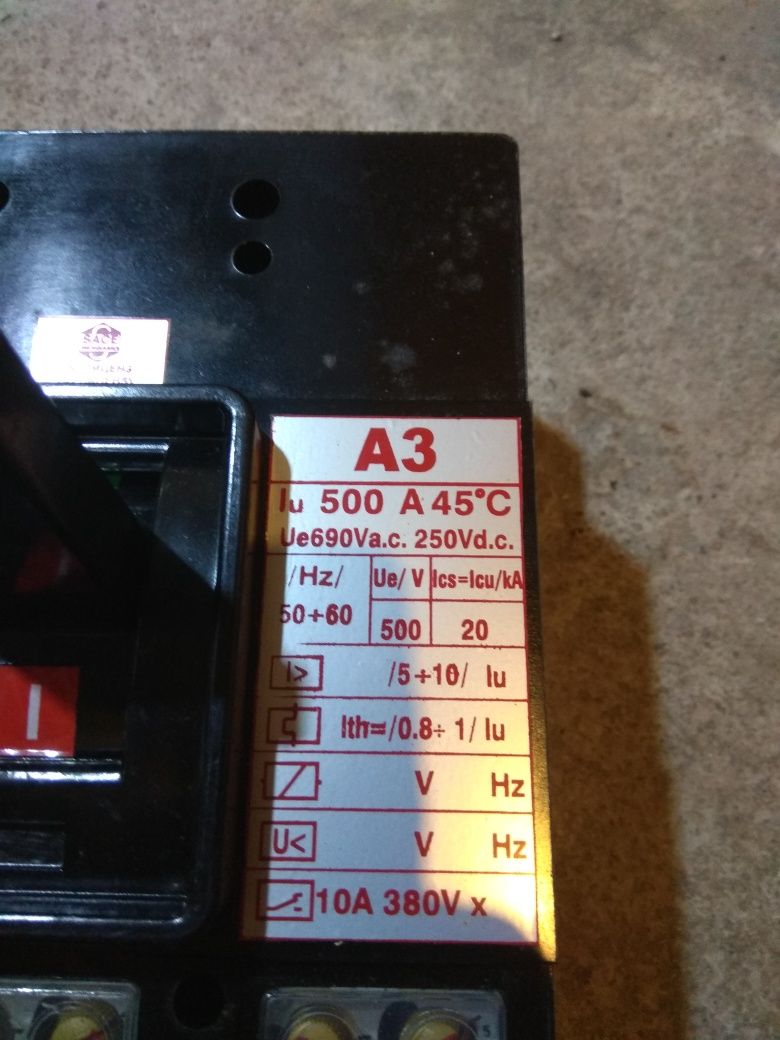 SACE
A3
Iu 500 A 45°C
Ue690Va.c. 250Vd.c.
/Hz/ Ue/ V Ics=Icu/kA
50÷60 500 20
I> /5÷10/ Iu
Ith=/0.8÷ 1/ Iu
V Hz
U< V Hz
10A 380V x